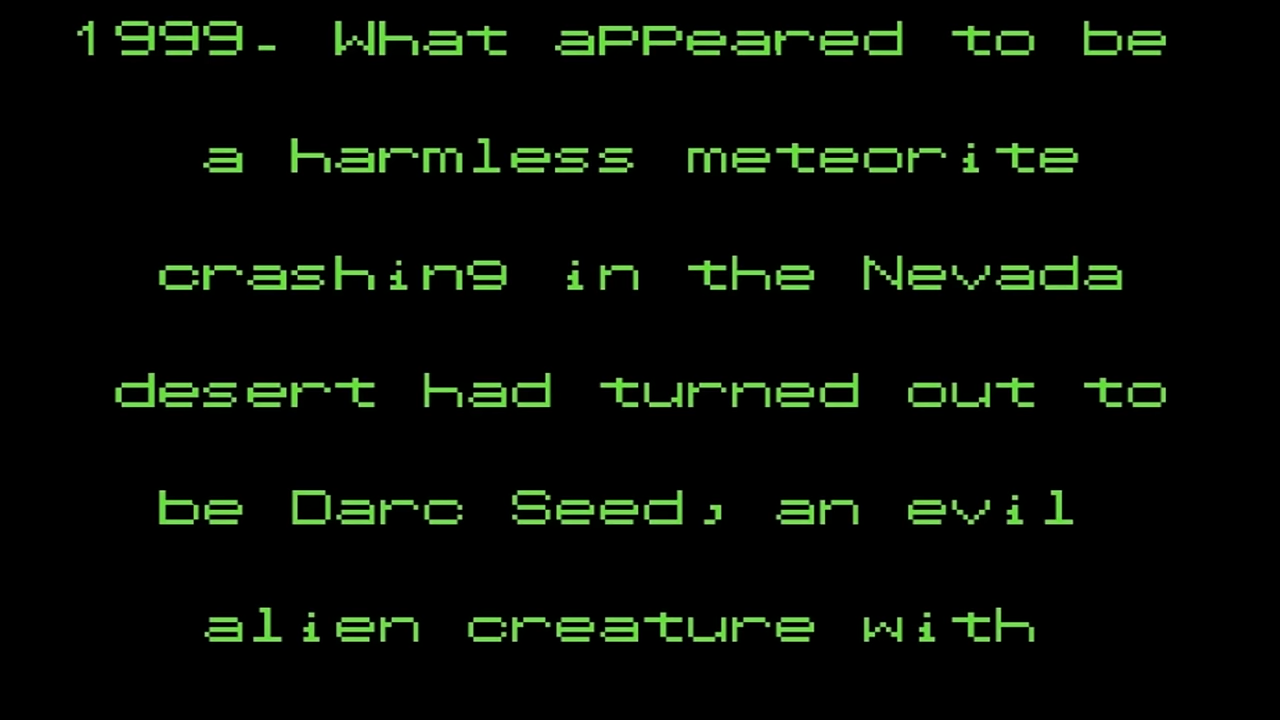 1999. What appeared to be
a harmless meteorite
crashing in the Nevada
desert had turned out to
be Darc Seed, an evil
alien creature with